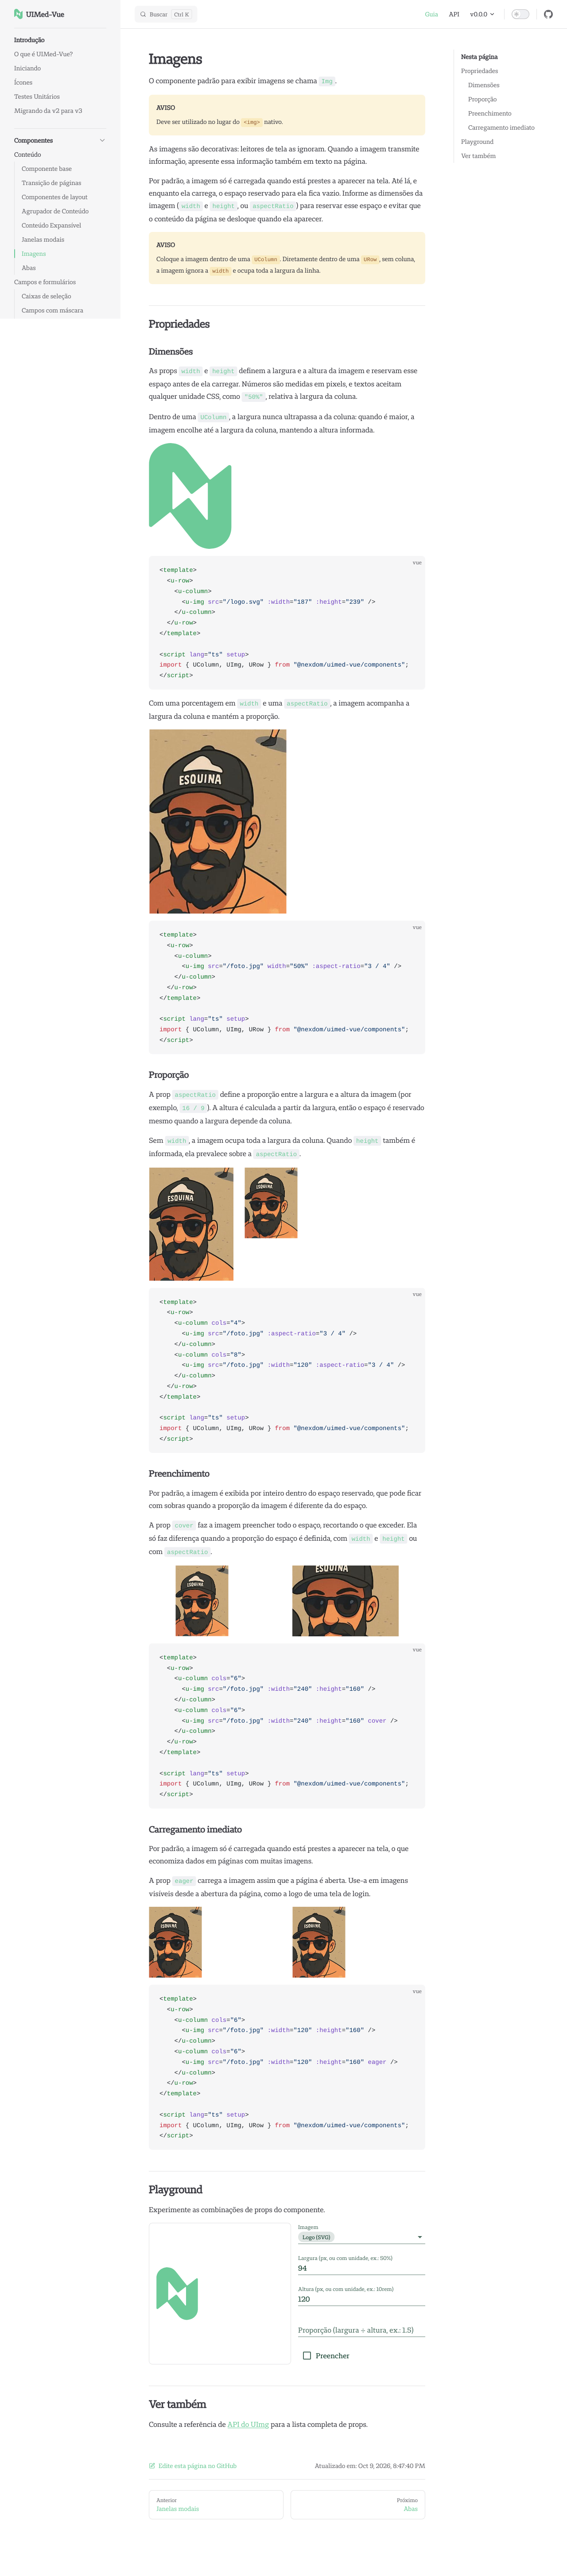 UIMed-Vue
Buscar Ctrl K
Guia API v0.0.0
Introdução
O que é UIMed-Vue?
Iniciando
Ícones
Testes Unitários
Migrando da v2 para v3
Componentes
Conteúdo
Componente base
Transição de páginas
Componentes de layout
Agrupador de Conteúdo
Conteúdo Expansível
Janelas modais
Imagens
Abas
Campos e formulários
Caixas de seleção
Campos com máscara
Nesta página
Propriedades
Dimensões
Proporção
Preenchimento
Carregamento imediato
Playground
Ver também
Imagens
O componente padrão para exibir imagens se chama Img.
AVISO
Deve ser utilizado no lugar do <img> nativo.
As imagens são decorativas: leitores de tela as ignoram. Quando a imagem transmite
informação, apresente essa informação também em texto na página.
Por padrão, a imagem só é carregada quando está prestes a aparecer na tela. Até lá, e
enquanto ela carrega, o espaço reservado para ela fica vazio. Informe as dimensões da
imagem ( width e height, ou aspectRatio ) para reservar esse espaço e evitar que
o conteúdo da página se desloque quando ela aparecer.
AVISO
Coloque a imagem dentro de uma UColumn. Diretamente dentro de uma URow, sem coluna,
a imagem ignora a width e ocupa toda a largura da linha.
Propriedades
Dimensões
As props width e height definem a largura e a altura da imagem e reservam esse
espaço antes de ela carregar. Números são medidas em pixels, e textos aceitam
qualquer unidade CSS, como "50%", relativa à largura da coluna.
Dentro de uma UColumn, a largura nunca ultrapassa a da coluna: quando é maior, a
imagem encolhe até a largura da coluna, mantendo a altura informada.
vue
<template>
<u-row>
<u-column>
<u-img src="/logo.svg" :width="187" :height="239" />
</u-column>
</u-row>
</template>
<script lang="ts" setup>
import { UColumn, UImg, URow } from "@nexdom/uimed-vue/components";
</script>
Com uma porcentagem em width e uma aspectRatio, a imagem acompanha a
largura da coluna e mantém a proporção.
ESQUINA
vue
<template>
<u-row>
<u-column>
<u-img src="/foto.jpg" width="50%" :aspect-ratio="3 / 4" />
</u-column>
</u-row>
</template>
<script lang="ts" setup>
import { UColumn, UImg, URow } from "@nexdom/uimed-vue/components";
</script>
Proporção
A prop aspectRatio define a proporção entre a largura e a altura da imagem (por
exemplo, 16 / 9 ). A altura é calculada a partir da largura, então o espaço é reservado
mesmo quando a largura depende da coluna.
Sem width, a imagem ocupa toda a largura da coluna. Quando height também é
informada, ela prevalece sobre a aspectRatio.
ESQUINA
ESQUINA
vue
<template>
<u-row>
<u-column cols="4">
<u-img src="/foto.jpg" :aspect-ratio="3 / 4" />
</u-column>
<u-column cols="8">
<u-img src="/foto.jpg" :width="120" :aspect-ratio="3 / 4" />
</u-column>
</u-row>
</template>
<script lang="ts" setup>
import { UColumn, UImg, URow } from "@nexdom/uimed-vue/components";
</script>
Preenchimento
Por padrão, a imagem é exibida por inteiro dentro do espaço reservado, que pode ficar
com sobras quando a proporção da imagem é diferente da do espaço.
A prop cover faz a imagem preencher todo o espaço, recortando o que exceder. Ela
só faz diferença quando a proporção do espaço é definida, com width e height ou
com aspectRatio.
ESQUINA
ESQUINA
vue
<template>
<u-row>
<u-column cols="6">
<u-img src="/foto.jpg" :width="240" :height="160" />
</u-column>
<u-column cols="6">
<u-img src="/foto.jpg" :width="240" :height="160" cover />
</u-column>
</u-row>
</template>
<script lang="ts" setup>
import { UColumn, UImg, URow } from "@nexdom/uimed-vue/components";
</script>
Carregamento imediato
Por padrão, a imagem só é carregada quando está prestes a aparecer na tela, o que
economiza dados em páginas com muitas imagens.
A prop eager carrega a imagem assim que a página é aberta. Use-a em imagens
visíveis desde a abertura da página, como a logo de uma tela de login.
ESQUINA
ESQUINA
vue
<template>
<u-row>
<u-column cols="6">
<u-img src="/foto.jpg" :width="120" :height="160" />
</u-column>
<u-column cols="6">
<u-img src="/foto.jpg" :width="120" :height="160" eager />
</u-column>
</u-row>
</template>
<script lang="ts" setup>
import { UColumn, UImg, URow } from "@nexdom/uimed-vue/components";
</script>
Playground
Experimente as combinações de props do componente.
Imagem
Logo (SVG)
Largura (px, ou com unidade, ex.: 50%)
94
Altura (px, ou com unidade, ex.: 10rem)
120
Proporção (largura ÷ altura, ex.: 1.5)
Preencher
Ver também
Consulte a referência de API do UImg para a lista completa de props.
Edite esta página no GitHub
Atualizado em: Oct 9, 2026, 8:47:40 PM
Anterior
Janelas modais
Próximo
Abas